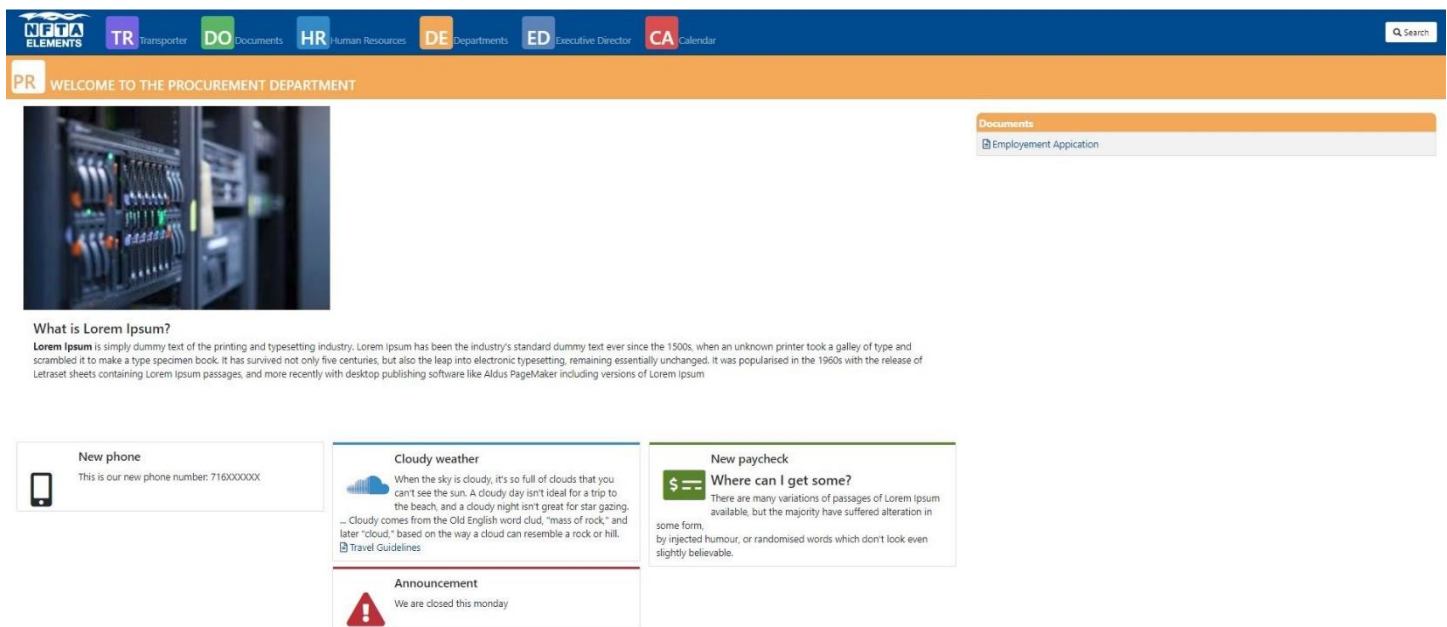 NFTA
ELEMENTS
TR Transporter DO Documents HR Human Resources DE Departments ED Executive Director CA Calendar
Search
PR WELCOME TO THE PROCUREMENT DEPARTMENT
Documents
Employement Appication
What is Lorem Ipsum?
Lorem Ipsum is simply dummy text of the printing and typesetting industry. Lorem Ipsum has been the industry's standard dummy text ever since the 1500s, when an unknown printer took a galley of type and
scrambled it to make a type specimen book. It has survived not only five centuries, but also the leap into electronic typesetting, remaining essentially unchanged. It was popularised in the 1960s with the release of
Letraset sheets containing Lorem Ipsum passages, and more recently with desktop publishing software like Aldus PageMaker including versions of Lorem Ipsum
New phone
This is our new phone number: 716XXXXXX
Cloudy weather
When the sky is cloudy, it's so full of clouds that you
can't see the sun. A cloudy day isn't ideal for a trip to
the beach, and a cloudy night isn't great for star gazing.
... Cloudy comes from the Old English word clud, "mass of rock," and
later "cloud," based on the way a cloud can resemble a rock or hill.
Travel Guidelines
New paycheck
Where can I get some?
There are many variations of passages of Lorem Ipsum
available, but the majority have suffered alteration in
some form,
by injected humour, or randomised words which don't look even
slightly believable.
Announcement
We are closed this monday